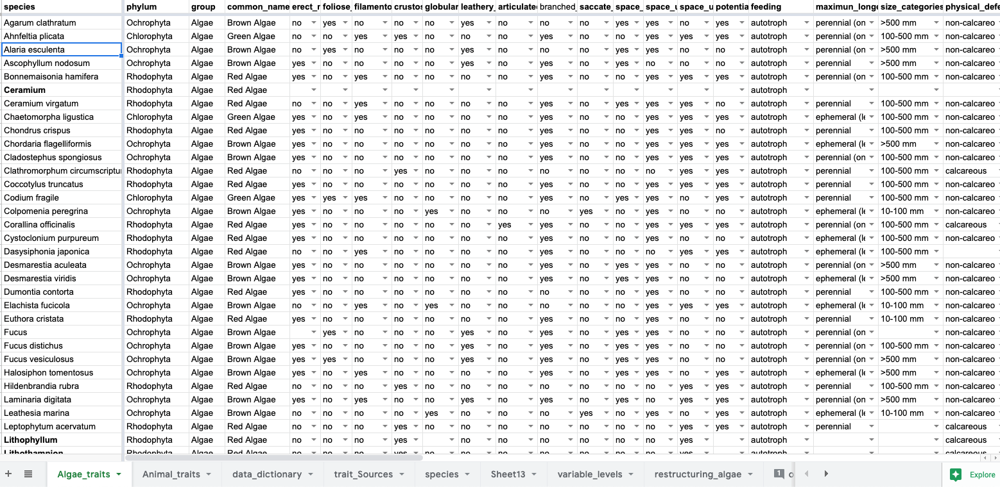 species phylum group common_name erect_r foliose_ filamento crustos globular leathery_ articulate branched_ saccate_ space_ space_u space_u potentia feeding maximun_longe size_categories physical_defe
Agarum clathratum Ochrophyta Algae Brown Algae no yes no no no yes no no no yes yes no yes autotroph perennial (on >500 mm non-calcareo
Ahnfeltia plicata Chlorophyta Algae Green Algae no no yes yes no no no yes no no yes yes yes autotroph perennial (on 100-500 mm non-calcareo
Alaria esculenta Ochrophyta Algae Brown Algae no yes no no no yes no no no yes yes no no autotroph perennial (on >500 mm non-calcareo
Ascophyllum nodosum Ochrophyta Algae Brown Algae yes no no no no yes no yes no yes no no no autotroph perennial >500 mm non-calcareo
Bonnemaisonia hamifera Rhodophyta Algae Red Algae yes no yes no no no no yes no no yes yes yes autotroph perennial (on 100-500 mm non-calcareo
Ceramium Rhodophyta Algae Red Algae autotroph
Ceramium virgatum Rhodophyta Algae Red Algae no no yes no no no no yes no yes yes yes no autotroph perennial 100-500 mm non-calcareo
Chaetomorpha ligustica Chlorophyta Algae Green Algae yes no yes no no no no yes no no yes yes yes autotroph ephemeral (le 100-500 mm non-calcareo
Chondrus crispus Rhodophyta Algae Red Algae yes no no no no no no yes no no yes yes no autotroph perennial 100-500 mm non-calcareo
Chordaria flagelliformis Ochrophyta Algae Brown Algae yes no no no no no no yes no no yes yes yes autotroph ephemeral (le >500 mm non-calcareo
Cladostephus spongiosus Ochrophyta Algae Brown Algae yes no no no no no no yes no no yes yes yes autotroph perennial (on 100-500 mm non-calcareo
Clathromorphum circumscriptu Rhodophyta Algae Red Algae no no no yes no no no no no no no yes yes autotroph perennial 100-500 mm calcareous
Coccotylus truncatus Rhodophyta Algae Red Algae yes no no no no no no yes no no yes yes yes autotroph perennial 100-500 mm non-calcareo
Codium fragile Chlorophyta Algae Green Algae yes yes yes no no no no yes no yes yes no yes autotroph perennial 100-500 mm non-calcareo
Colpomenia peregrina Ochrophyta Algae Brown Algae yes no no no yes no no no yes no yes no no autotroph ephemeral (le 10-100 mm non-calcareo
Corallina officinalis Rhodophyta Algae Red Algae yes no no no no no yes yes no no yes yes yes autotroph perennial (on 100-500 mm calcareous
Cystoclonium purpureum Rhodophyta Algae Red Algae yes no no no no no no yes no no yes no no autotroph ephemeral (le 100-500 mm non-calcareo
Dasysiphonia japonica Rhodophyta Algae Red Algae no no yes no no no no yes no no no yes yes autotroph ephemeral (le 100-500 mm
Desmarestia aculeata Ochrophyta Algae Brown Algae yes no no no no no no yes no yes yes no no autotroph perennial (on >500 mm non-calcareo
Desmarestia viridis Ochrophyta Algae Brown Algae yes no no no no no no yes no yes yes no no autotroph ephemeral (le >500 mm non-calcareo
Dumontia contorta Rhodophyta Algae Red Algae yes no no no no no no yes no no yes no no autotroph perennial 100-500 mm non-calcareo
Elachista fucicola Ochrophyta Algae Brown Algae no no yes no yes no no no no no yes yes yes autotroph ephemeral (le 10-100 mm non-calcareo
Euthora cristata Rhodophyta Algae Red Algae yes no no no no no no yes no no yes no no autotroph perennial 10-100 mm non-calcareo
Fucus Ochrophyta Algae Brown Algae yes no no no yes no yes no yes yes no no autotroph perennial (on non-calcareo
Fucus distichus Ochrophyta Algae Brown Algae yes no no no no yes no yes no yes yes no no autotroph perennial (on 100-500 mm non-calcareo
Fucus vesiculosus Ochrophyta Algae Brown Algae yes yes no no no yes no yes no yes yes no no autotroph perennial (on >500 mm non-calcareo
Halosiphon tomentosus Ochrophyta Algae Brown Algae yes no yes no no no no yes no yes yes no yes autotroph ephemeral (le >500 mm non-calcareo
Hildenbrandia rubra Rhodophyta Algae Red Algae no no no yes no no no no no no no yes yes autotroph perennial 100-500 mm non-calcareo
Laminaria digitata Ochrophyta Algae Brown Algae yes no yes no no yes no yes no yes no yes yes autotroph perennial (on >500 mm non-calcareo
Leathesia marina Ochrophyta Algae Brown Algae no no no no yes no no no yes no yes no yes autotroph ephemeral (le 10-100 mm non-calcareo
Leptophytum acervatum Rhodophyta Algae Red Algae no no no yes no no no no no no no yes yes autotroph perennial calcareous
Lithophyllum Rhodophyta Algae Red Algae no no no yes no no no no no no yes autotroph calcareous
Lithothamnion Rhodophyta Algae Red Algae no no no yes no no no no no no no yes autotroph calcareous
Algae_traits Animal_traits data_dictionary trait_Sources species Sheet13 variable_levels restructuring_algae 1 Explore